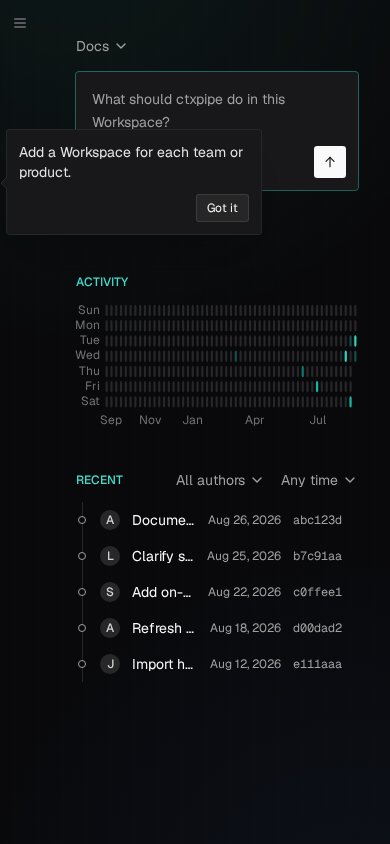 Docs
What should ctxpipe do in this
Workspace?
Add a Workspace for each team or
product.
Got it
ACTIVITY
Sun
Mon
Tue
Wed
Thu
Fri
Sat
Sep Nov Jan Apr Jul
RECENT All authors Any time
A Docume... Aug 26, 2026 abc123d
L Clarify s... Aug 25, 2026 b7c91aa
S Add on-... Aug 22, 2026 c0ffee1
A Refresh ... Aug 18, 2026 d00dad2
J Import h... Aug 12, 2026 e111aaa